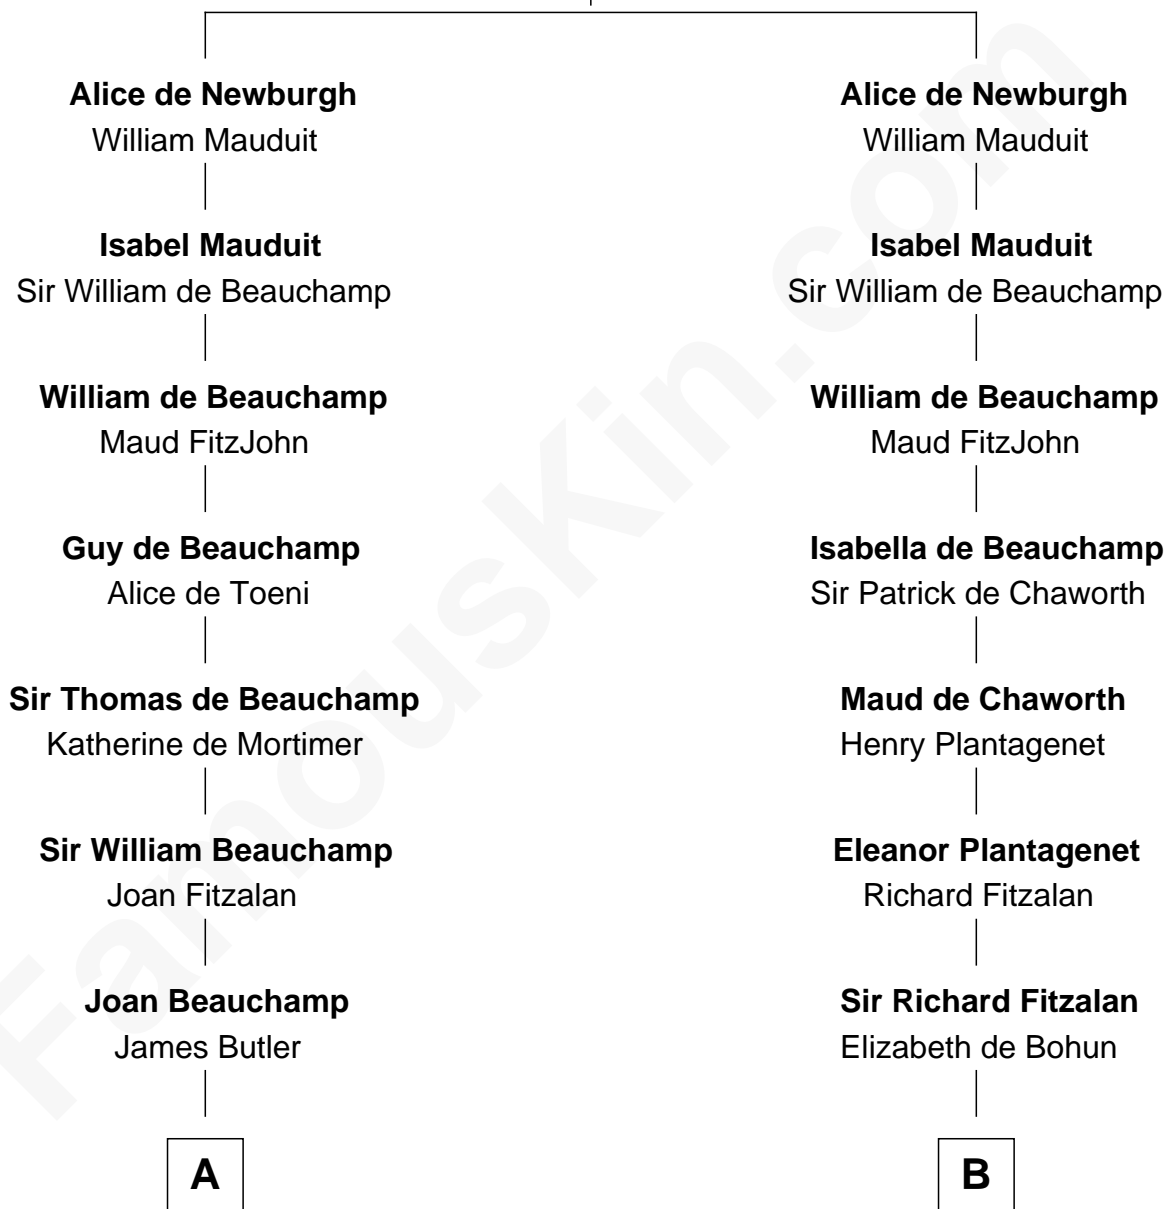 Alice de Newburgh
William Mauduit
Isabel Mauduit
Sir William de Beauchamp
William de Beauchamp
Maud FitzJohn
Guy de Beauchamp
Alice de Toeni
Sir Thomas de Beauchamp
Katherine de Mortimer
Sir William Beauchamp
Joan Fitzalan
Joan Beauchamp
James Butler
A
Alice de Newburgh
William Mauduit
Isabel Mauduit
Sir William de Beauchamp
William de Beauchamp
Maud FitzJohn
Isabella de Beauchamp
Sir Patrick de Chaworth
Maud de Chaworth
Henry Plantagenet
Eleanor Plantagenet
Richard Fitzalan
Sir Richard Fitzalan
Elizabeth de Bohun
B
FamousKin.com